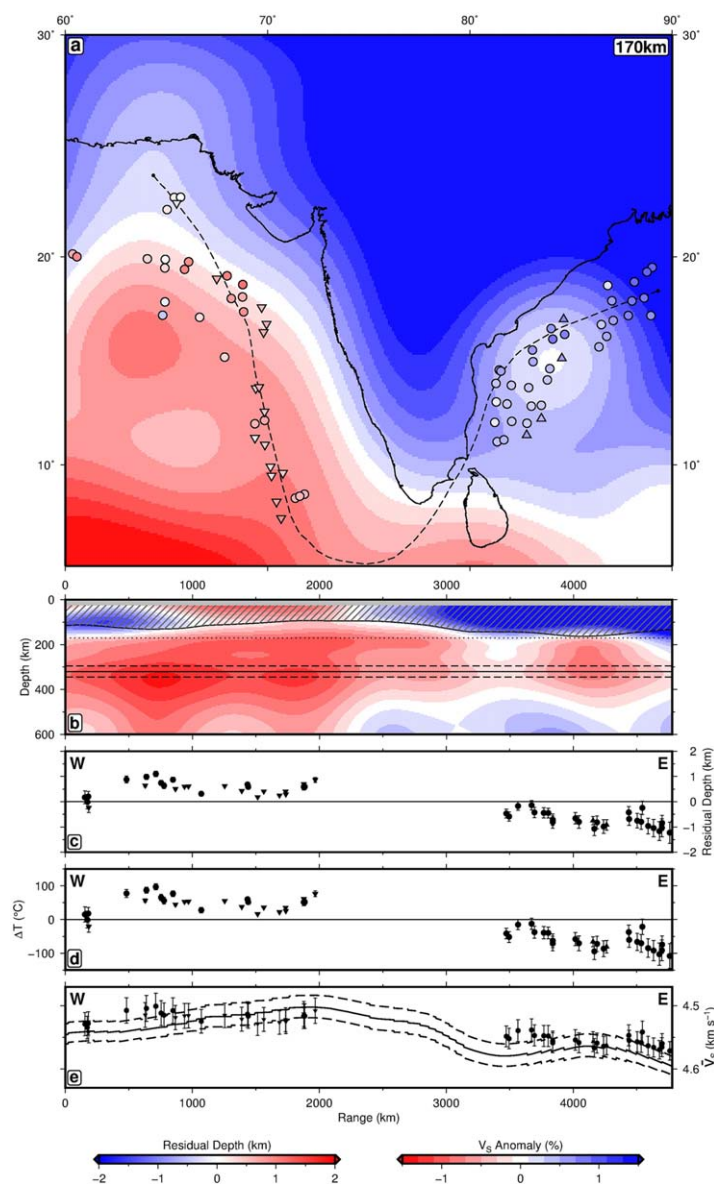 60˚ 70˚ 80˚ 90˚
30˚ a 170km 30˚
20˚ 20˚
10˚ 10˚
0 1000 2000 3000 4000
0
200
Depth (km)
400
b
600
W E 2
1
0
−1
c −2
Residual Depth (km)
W E
100
ΔT (°C)
0
−100
d
W E
4.5
e 4.6
V̄s (km s⁻¹)
0 1000 2000 3000 4000
Range (km)
Residual Depth (km) VS Anomaly (%)
−2 −1 0 1 2 −1 0 1